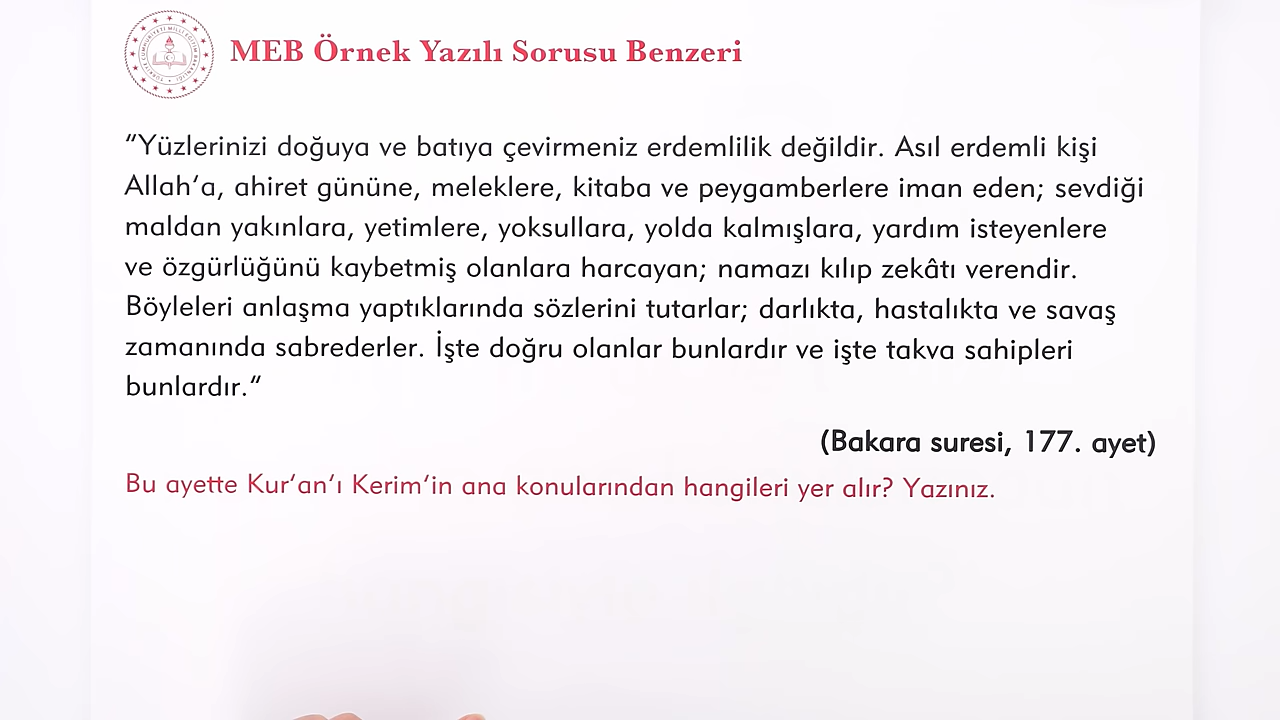 MEB Örnek Yazılı Sorusu Benzeri
“Yüzlerinizi doğuya ve batıya çevirmeniz erdemlilik değildir. Asıl erdemli kişi
Allah’a, ahiret gününe, meleklere, kitaba ve peygamberlere iman eden; sevdiği
maldan yakınlara, yetimlere, yoksullara, yolda kalmışlara, yardım isteyenlere
ve özgürlüğünü kaybetmiş olanlara harcayan; namazı kılıp zekâtı verendir.
Böyleleri anlaşma yaptıklarında sözlerini tutarlar; darlıkta, hastalıkta ve savaş
zamanında sabrederler. İşte doğru olanlar bunlardır ve işte takva sahipleri
bunlardır.“
(Bakara suresi, 177. ayet)
Bu ayette Kur’an’ı Kerim’in ana konularından hangileri yer alır? Yazınız.